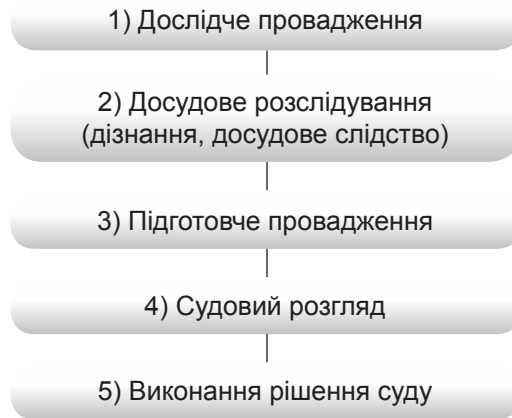 1) Дослідче провадження
2) Досудове розслідування
(дізнання, досудове слідство)
3) Підготовче провадження
4) Судовий розгляд
5) Виконання рішення суду